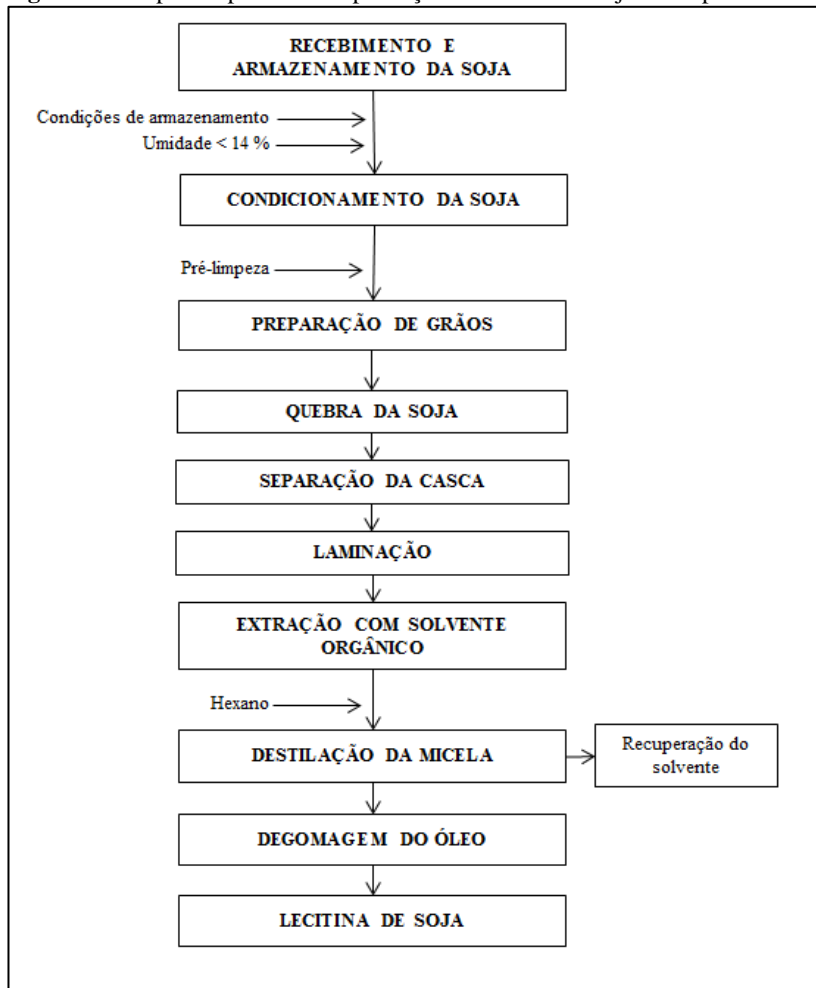 RECEBIMENTO E
ARMAZENAMENTO DA SOJA
Condições de armazenamento
Umidade < 14 %
CONDICIONAMENTO DA SOJA
Pré-limpeza
PREPARAÇÃO DE GRÃOS
QUEBRA DA SOJA
SEPARAÇÃO DA CASCA
LAMINAÇÃO
EXTRAÇÃO COM SOLVENTE
ORGÂNICO
Hexano
DESTILAÇÃO DA MICELA
Recuperação do
solvente
DEGOMAGEM DO ÓLEO
LECITINA DE SOJA